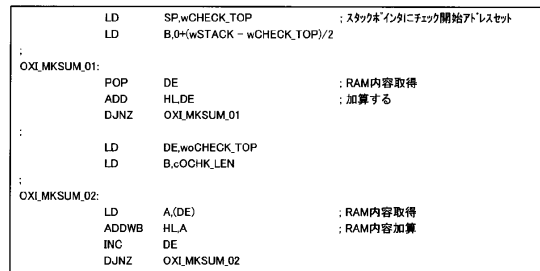 LD SP,wCHECK_TOP ; スタックポインタにチェック開始アドレスセット
LD B,0+(wSTACK - wCHECK_TOP)/2
;
OXI_MKSUM_01:
POP DE ; RAM内容取得
ADD HL,DE ; 加算する
DJNZ OXI_MKSUM_01
;
LD DE,woCHECK_TOP
LD B,cOCHK_LEN
;
OXI_MKSUM_02:
LD A,(DE) ; RAM内容取得
ADDWB HL,A ; RAM内容加算
INC DE
DJNZ OXI_MKSUM_02